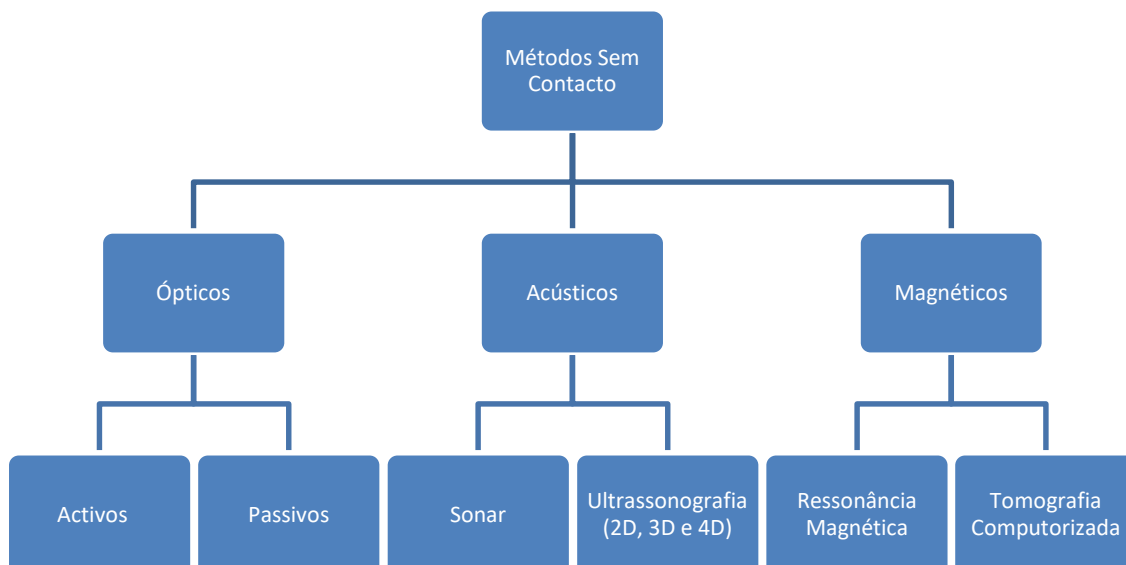 Métodos Sem
Contacto
Ópticos
Acústicos
Magnéticos
Activos
Passivos
Sonar
Ultrassonografia
(2D, 3D e 4D)
Ressonância
Magnética
Tomografia
Computorizada